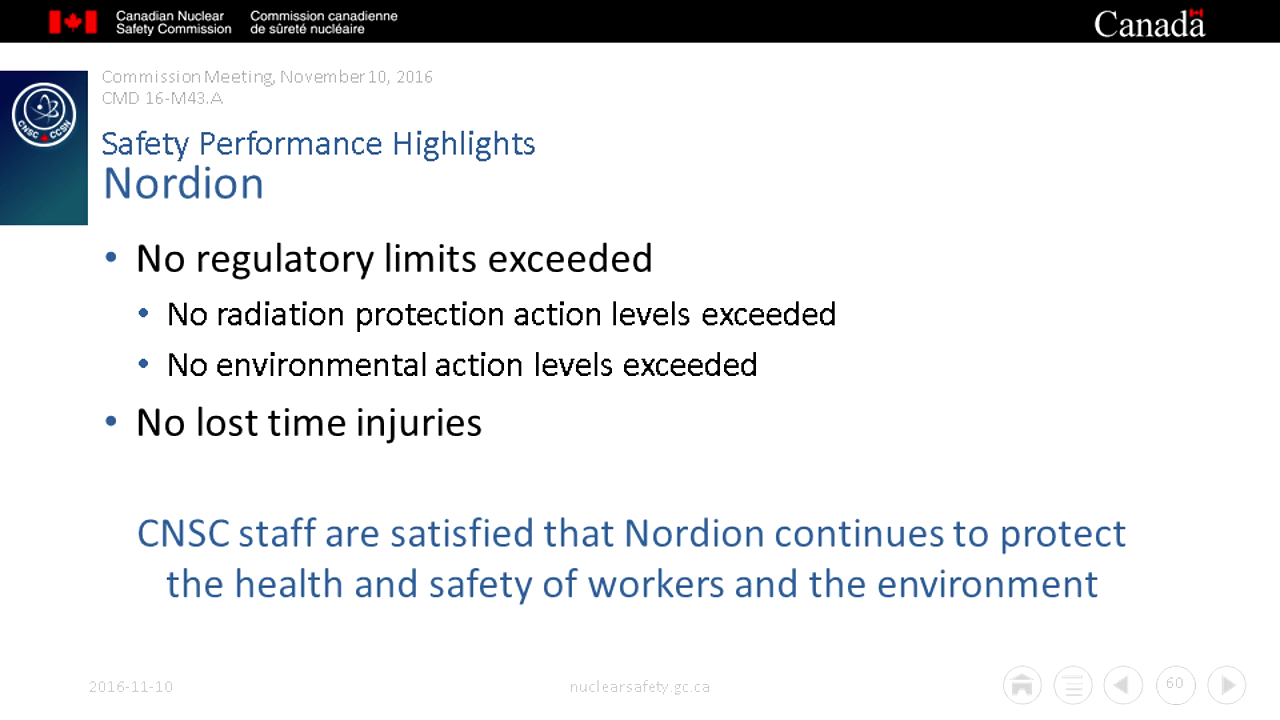 Canadian Nuclear Safety Commission
Commission canadienne de sûreté nucléaire
Canada
Commission Meeting, November 10, 2016
CMD 16-M43.A
CNSC CCSN
Safety Performance Highlights
Nordion
• No regulatory limits exceeded
• No radiation protection action levels exceeded
• No environmental action levels exceeded
• No lost time injuries
CNSC staff are satisfied that Nordion continues to protect
the health and safety of workers and the environment
2016-11-10
nuclearsafety.gc.ca
60